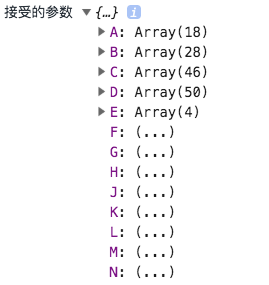 接受的参数 ▼{…} i
▶A: Array(18)
▶B: Array(28)
▶C: Array(46)
▶D: Array(50)
▶E: Array(4)
F: (...)
G: (...)
H: (...)
J: (...)
K: (...)
L: (...)
M: (...)
N: (...)